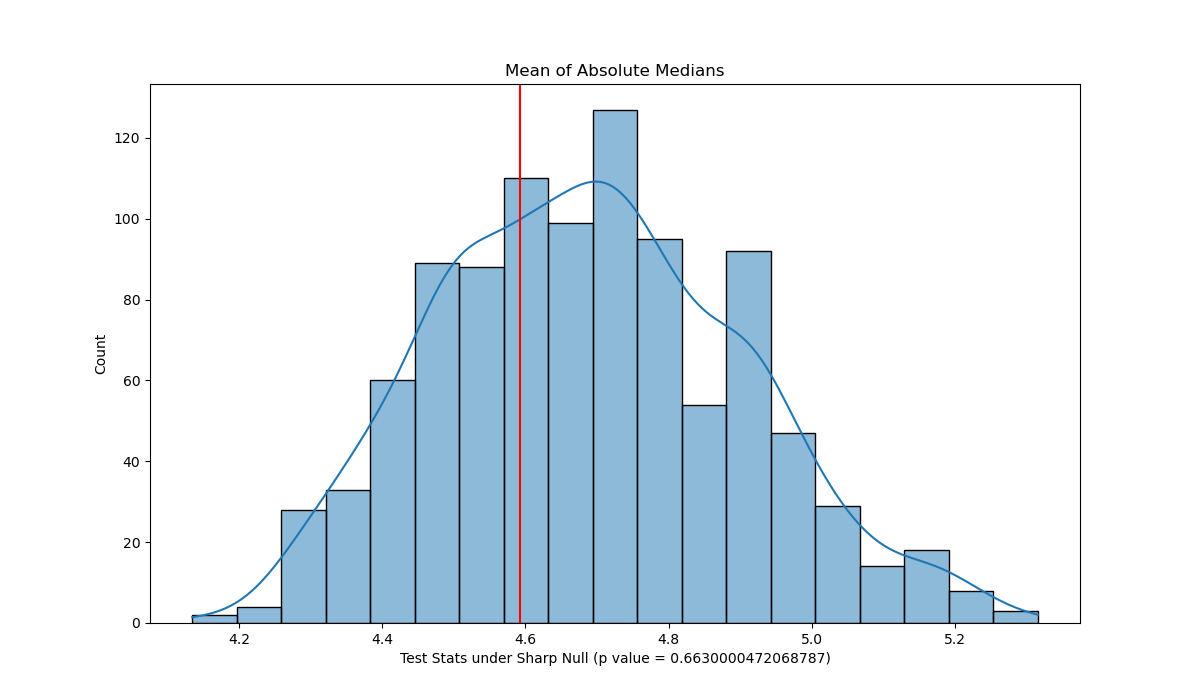 Mean of Absolute Medians
120
100
80
60
40
20
0
Count
4.2 4.4 4.6 4.8 5.0 5.2
Test Stats under Sharp Null (p value = 0.6630000472068787)